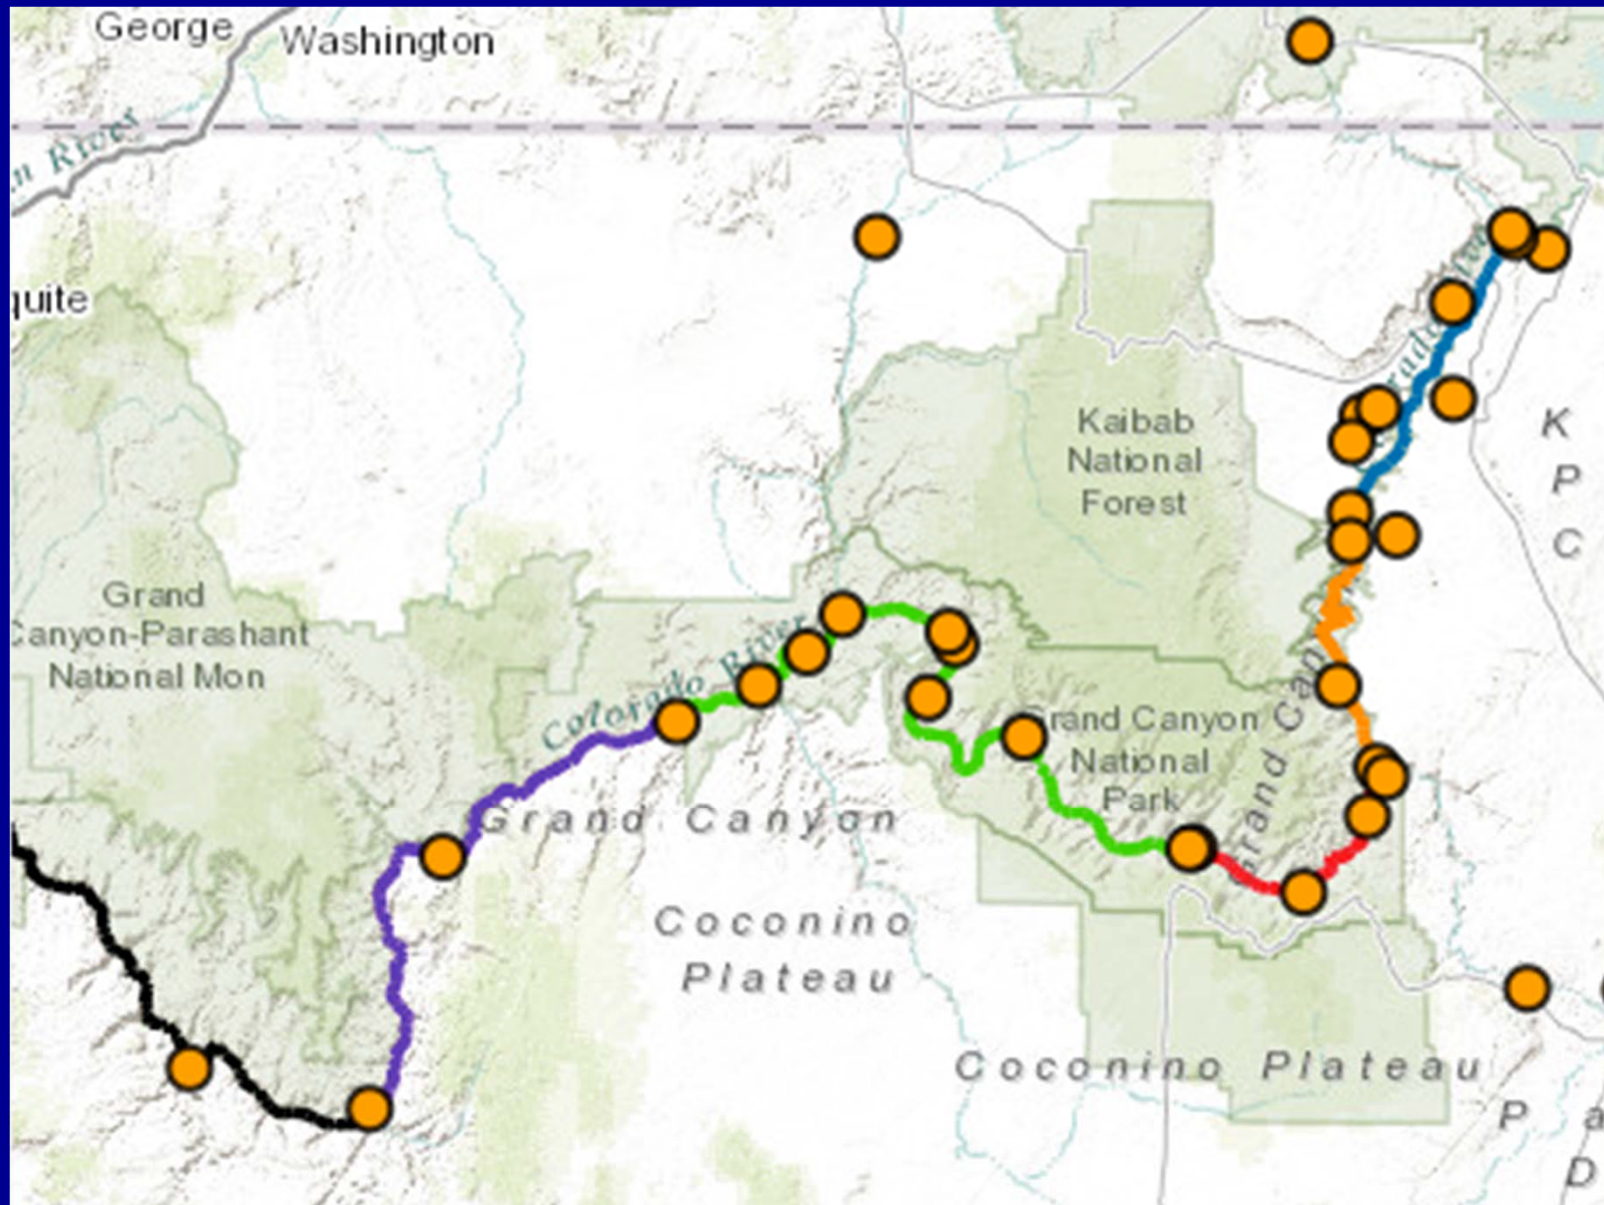 George
Washington
n River
quite
Kaibab
National
Forest
K
P
C
Grand
Canyon-Parashant
National Mon
Colorado River
Grand Canyon
National
Park
Grand Can
Grand Canyon
Coconino
Plateau
Coconino Plateau
P a
D